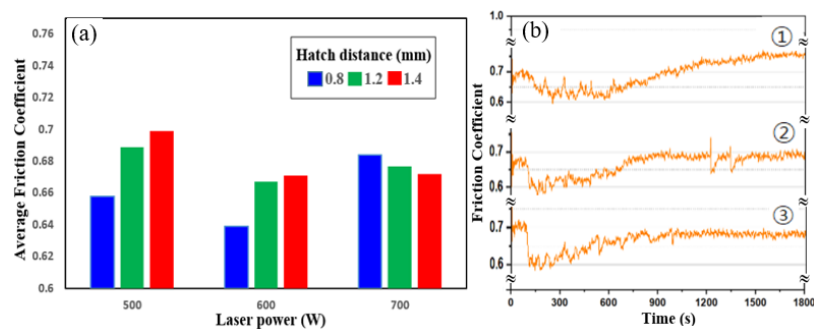 (a)
Average Friction Coefficient
0.76
0.74
0.72
0.7
0.68
0.66
0.64
0.62
0.6
Hatch distance (mm)
0.8 1.2 1.4
500 600 700
Laser power (W)
(b)
Friction Coefficient
1.0
①
0.7
0.6
②
0.7
0.6
③
0.7
0.6
0 300 600 900 1200 1500 1800
Time (s)